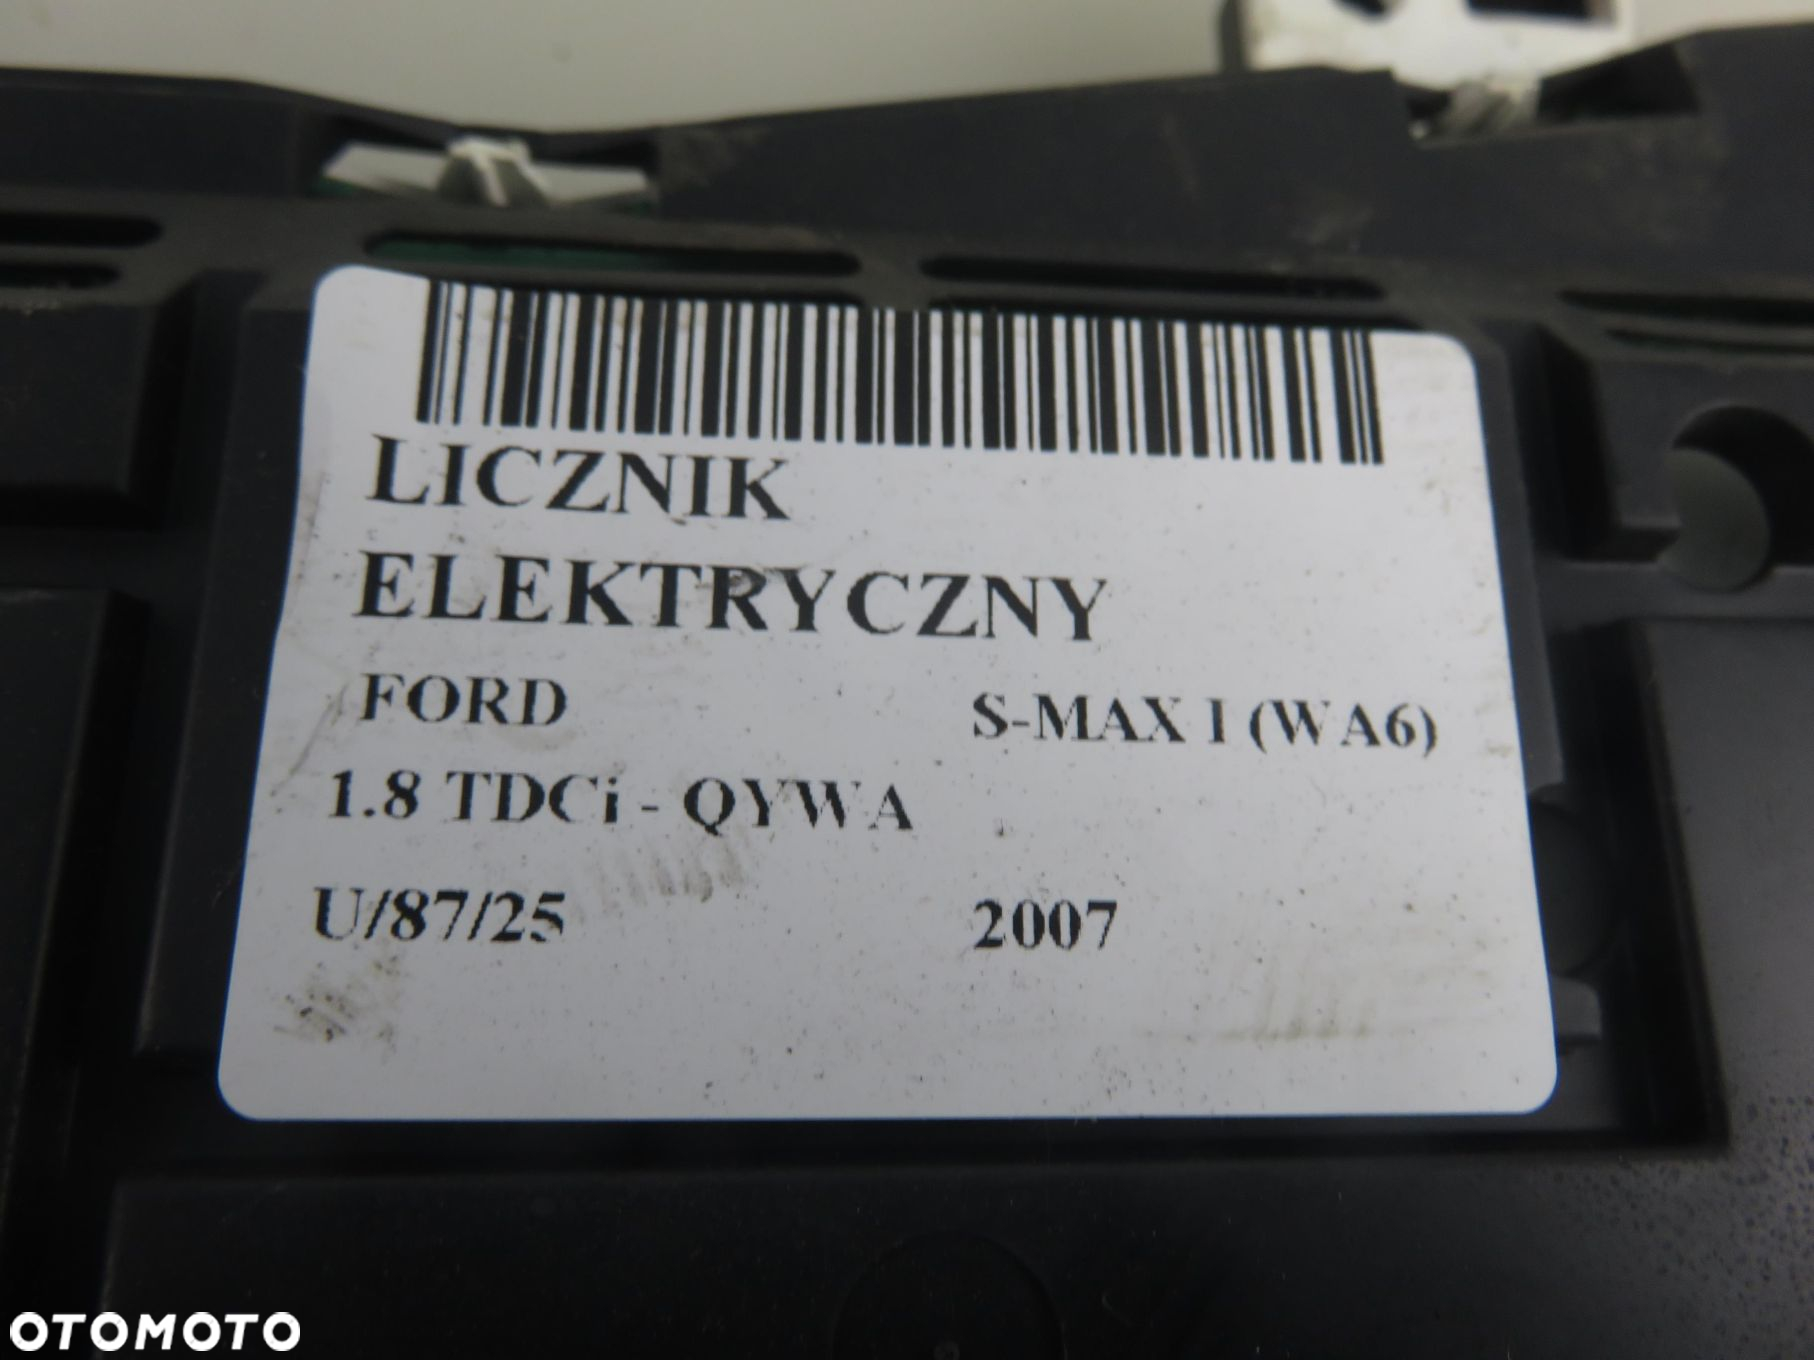 LICZNIK
ELEKTRYCZNY
FORD S-MAX I (WA6)
1.8 TDCi - QYWA
U/87/25 2007
OTOMOTO